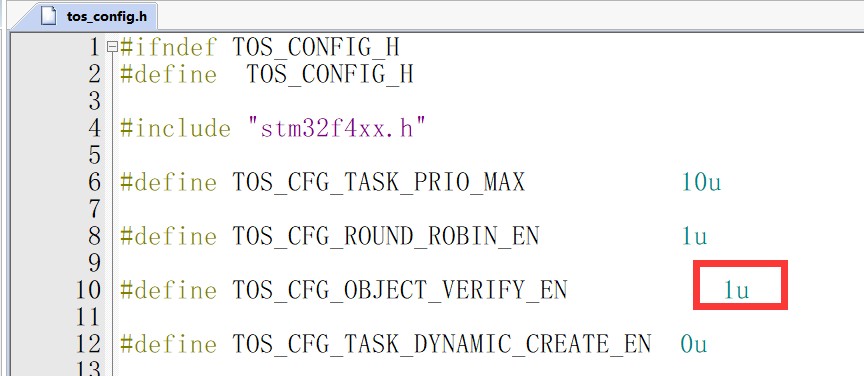 tos_config.h
1 #ifndef TOS_CONFIG_H
2 #define  TOS_CONFIG_H
3
4 #include "stm32f4xx.h"
5
6 #define TOS_CFG_TASK_PRIO_MAX           10u
7
8 #define TOS_CFG_ROUND_ROBIN_EN          1u
9
10 #define TOS_CFG_OBJECT_VERIFY_EN           1u
11
12 #define TOS_CFG_TASK_DYNAMIC_CREATE_EN  0u
13